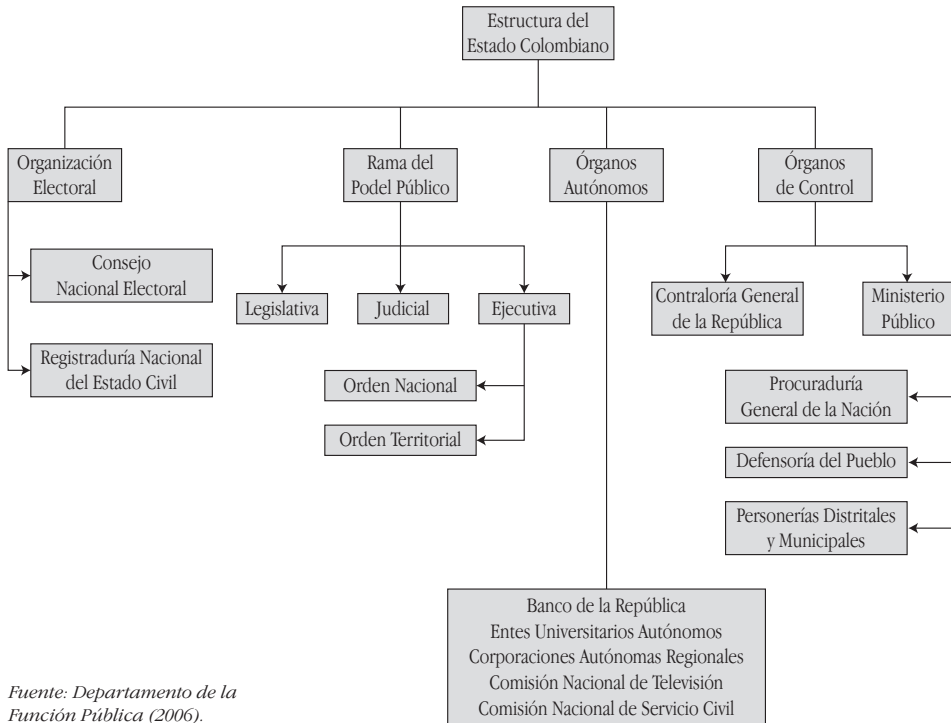 Estructura del
Estado Colombiano
Organización
Electoral
Rama del
Podel Público
Órganos
Autónomos
Órganos
de Control
Consejo
Nacional Electoral
Registraduría Nacional
del Estado Civil
Legislativa
Judicial
Ejecutiva
Orden Nacional
Orden Territorial
Contraloría General
de la República
Ministerio
Público
Procuraduría
General de la Nación
Defensoría del Pueblo
Personerías Distritales
y Municipales
Banco de la República
Entes Universitarios Autónomos
Corporaciones Autónomas Regionales
Comisión Nacional de Televisión
Comisión Nacional de Servicio Civil
Fuente: Departamento de la
Función Pública (2006).